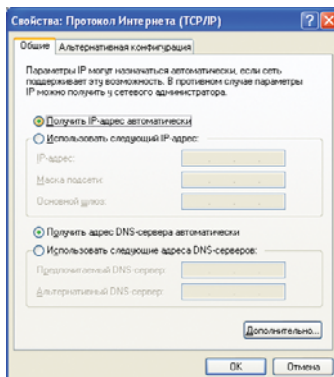 Свойства: Протокол Интернета (TCP/IP)
Общие
Альтернативная конфигурация
Параметры IP могут назначаться автоматически, если сеть
поддерживает эту возможность. В противном случае параметры
IP можно получить у сетевого администратора.
Получить IP-адрес автоматически
Использовать следующий IP-адрес:
IP-адрес:
Маска подсети:
Основной шлюз:
Получить адрес DNS-сервера автоматически
Использовать следующие адреса DNS-серверов:
Предпочитаемый DNS-сервер:
Альтернативный DNS-сервер:
Дополнительно...
OK
Отмена